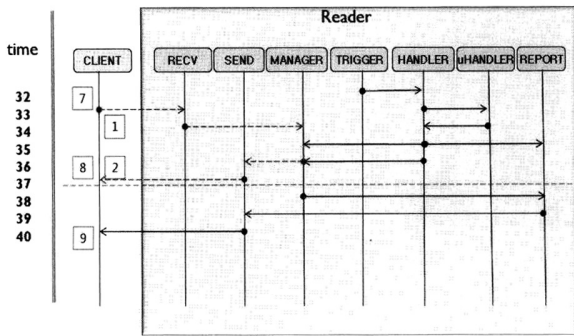 Reader
time
CLIENT RECV SEND MANAGER TRIGGER HANDLER uHANDLER REPORT
32 7
33
34 1
35
36 8 2
37
38
39
40 9